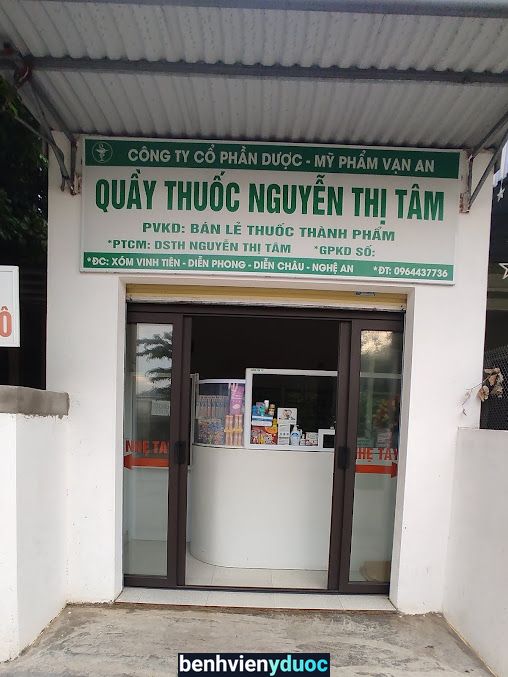 CÔNG TY CỔ PHẦN DƯỢC - MỸ PHẨM VẠN AN
QUẦY THUỐC NGUYỄN THỊ TÂM
PVKD: BÁN LẺ THUỐC THÀNH PHẨM
*PTCM: DSTH NGUYỄN THỊ TÂM *GPKD SỐ:
*ĐC: XÓM VINH TIÊN - DIỄN PHONG - DIỄN CHÂU - NGHỆ AN *ĐT: 0964437736
Ô
NHẸ TAY
NHẸ TAY
benhvienyduoc